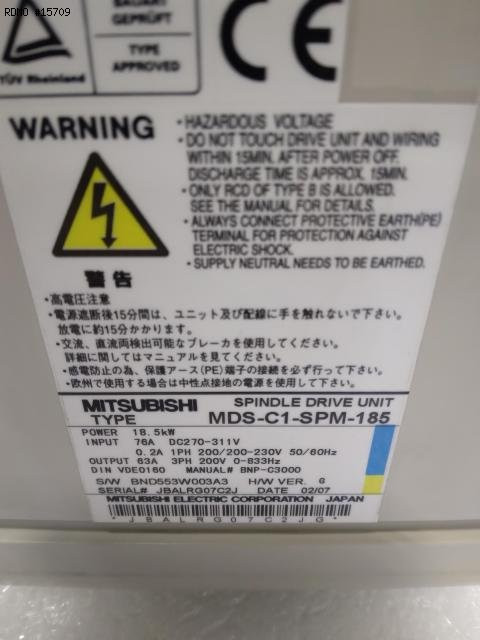 RDMO #15709
BAUART
GEPRÜFT
TYPE
APPROVED
TÜV Rheinland
CE
WARNING
・HAZARDOUS VOLTAGE
・DO NOT TOUCH DRIVE UNIT AND WIRING
WITHIN 15MIN. AFTER POWER OFF.
DISCHARGE TIME IS APPROX. 15MIN.
・ONLY RCD OF TYPE B IS ALLOWED.
SEE THE MANUAL FOR DETAILS.
・ALWAYS CONNECT PROTECTIVE EARTH(PE)
TERMINAL FOR PROTECTION AGAINST
ELECTRIC SHOCK.
・SUPPLY NEUTRAL NEEDS TO BE EARTHED.
警告
・高電圧注意
・電源遮断後15分間は、ユニット及び配線に手を触れないで下さい。
放電に約15分かかります。
・交流、直流両検出可能なブレーカを使用してください。
詳細に関してはマニュアルを見てください。
・感電防止の為、保護アース(PE)端子の接続を必ず行って下さい。
・欧州で使用する場合は中性点接地の電源を使用して下さい。
MITSUBISHI SPINDLE DRIVE UNIT
TYPE MDS-C1-SPM-185
POWER 18.5kW
INPUT 76A DC270-311V
0.2A 1PH 200/200-230V 50/60Hz
OUTPUT 63A 3PH 200V 0-833Hz
DIN VDE0160 MANUAL# BNP-C3000
S/W BND553W003A3 H/W VER. G
SERIAL# JBALRG07C2J DATE 02/07
MITSUBISHI ELECTRIC CORPORATION JAPAN
*JBALRG07C2JG*